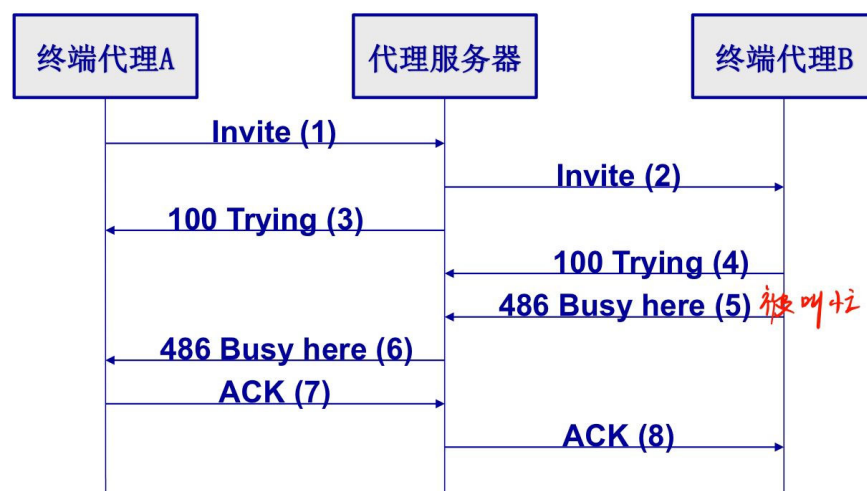 终端代理A
代理服务器
终端代理B
Invite (1)
Invite (2)
100 Trying (3)
100 Trying (4)
486 Busy here (5)
被叫忙
486 Busy here (6)
ACK (7)
ACK (8)